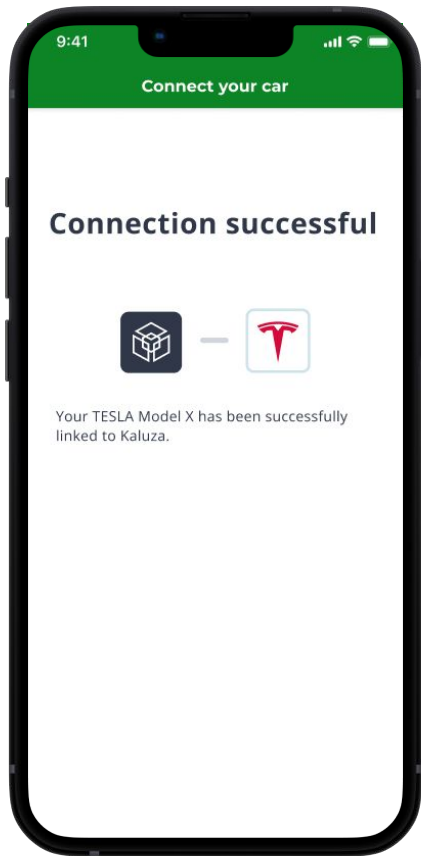 9:41
Connect your car
Connection successful
Your TESLA Model X has been successfully
linked to Kaluza.